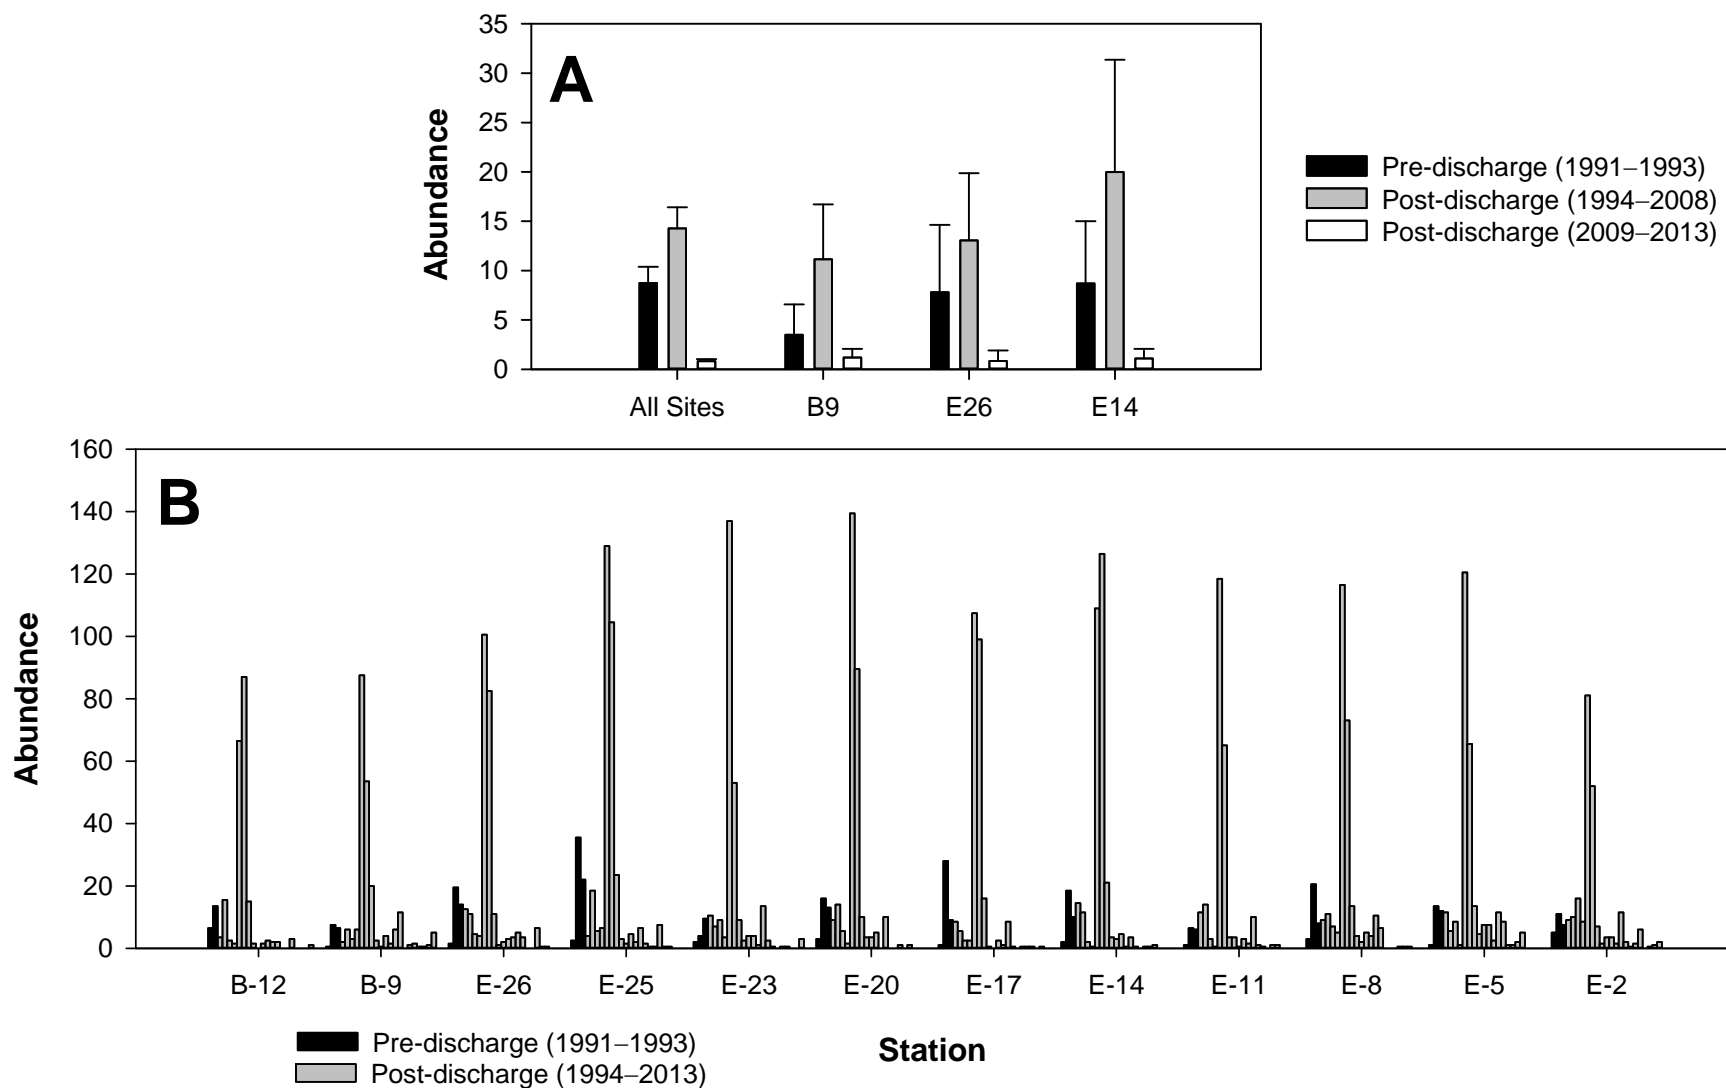 35
30
25
20
15
10
5
0
Abundance
A
All Sites B9 E26 E14
Pre-discharge (1991–1993)
Post-discharge (1994–2008)
Post-discharge (2009–2013)
160
140
120
100
80
60
40
20
0
Abundance
B
B-12 B-9 E-26 E-25 E-23 E-20 E-17 E-14 E-11 E-8 E-5 E-2
Station
Pre-discharge (1991–1993)
Post-discharge (1994–2013)